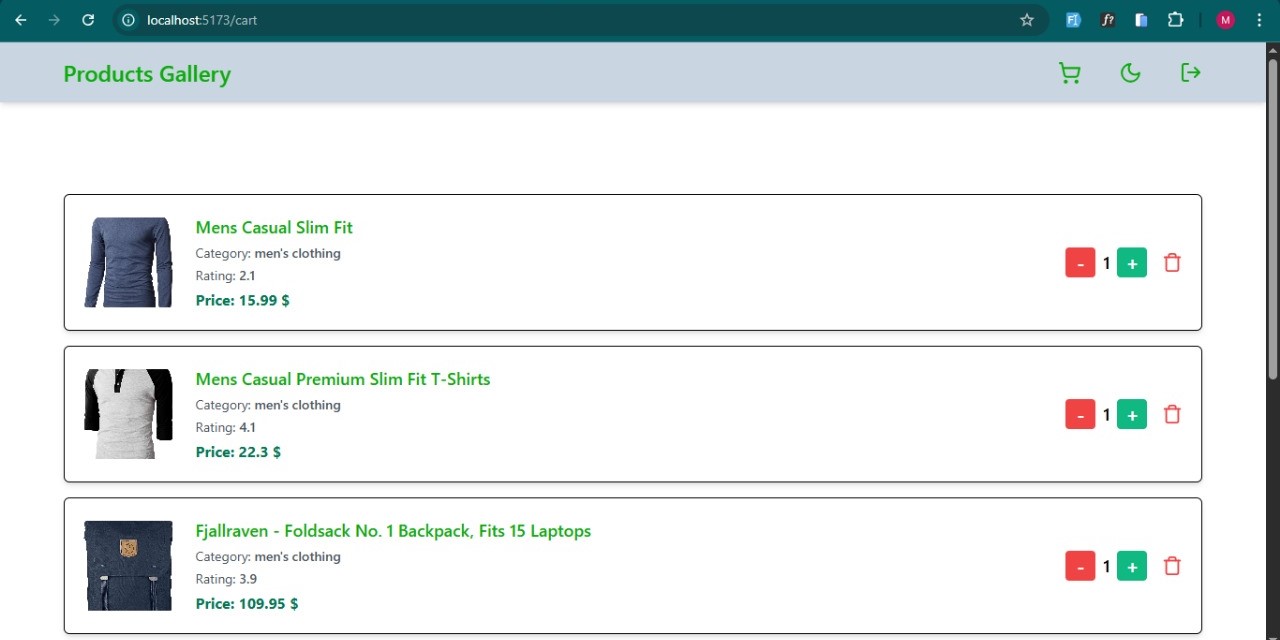 localhost:5173/cart
M
Products Gallery
Mens Casual Slim Fit
Category: men's clothing
Rating: 2.1
Price: 15.99 $
- 1 +
Mens Casual Premium Slim Fit T-Shirts
Category: men's clothing
Rating: 4.1
Price: 22.3 $
- 1 +
Fjallraven - Foldsack No. 1 Backpack, Fits 15 Laptops
Category: men's clothing
Rating: 3.9
Price: 109.95 $
- 1 +